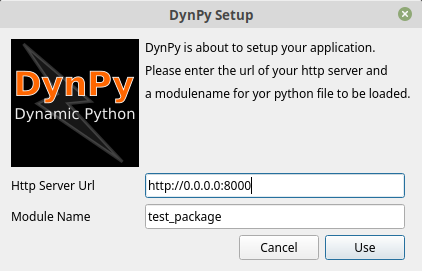 DynPy Setup
DynPy
Dynamic Python
DynPy is about to setup your application.
Please enter the url of your http server and
a modulename for yor python file to be loaded.
Http Server Url
http://0.0.0.0:8000
Module Name
test_package
Cancel
Use